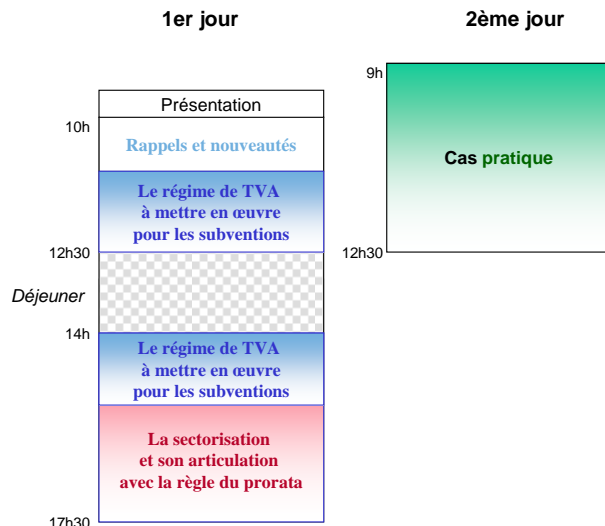 1er jour
Présentation
10h
Rappels et nouveautés
Le régime de TVA
à mettre en œuvre
pour les subventions
12h30
Déjeuner
14h
Le régime de TVA
à mettre en œuvre
pour les subventions
La sectorisation
et son articulation
avec la règle du prorata
17h30
2ème jour
9h
Cas pratique
12h30